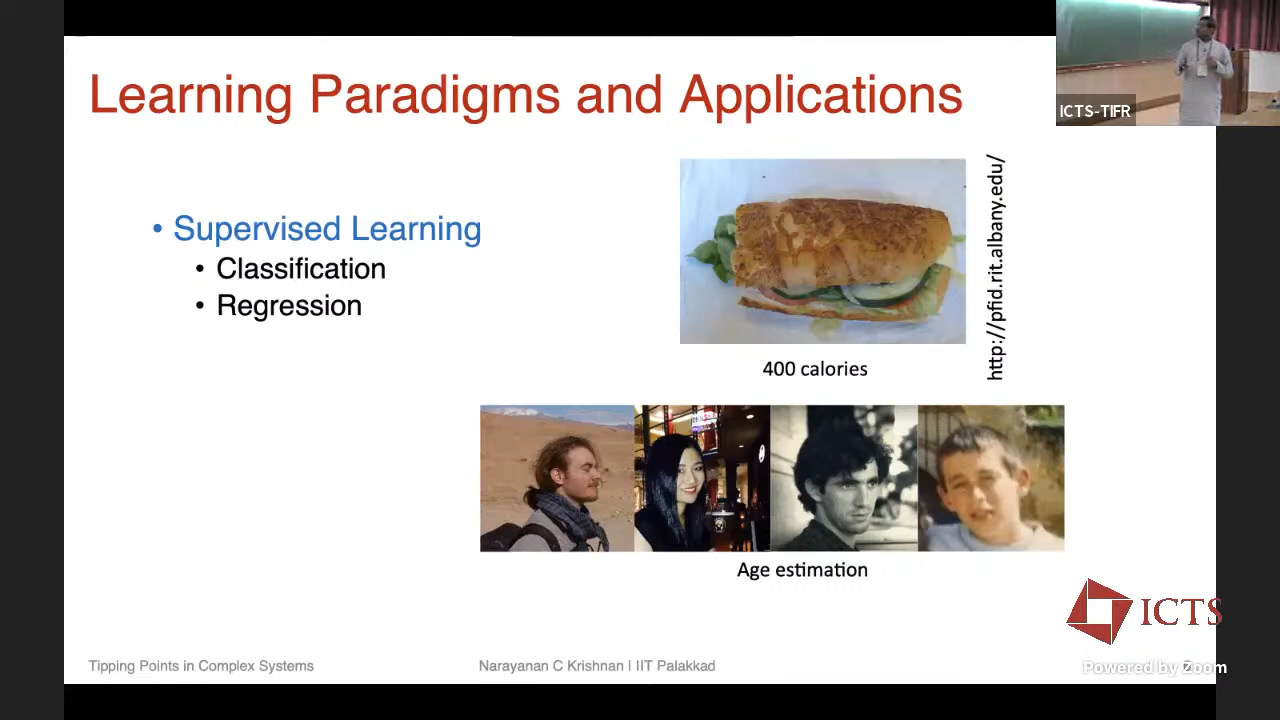 Learning Paradigms and Applications
ICTS-TIFR
• Supervised Learning
• Classification
• Regression
http://pfid.rit.albany.edu/
400 calories
Age estimation
ICTS
Tipping Points in Complex Systems
Narayanan C Krishnan | IIT Palakkad
Powered by Zoom